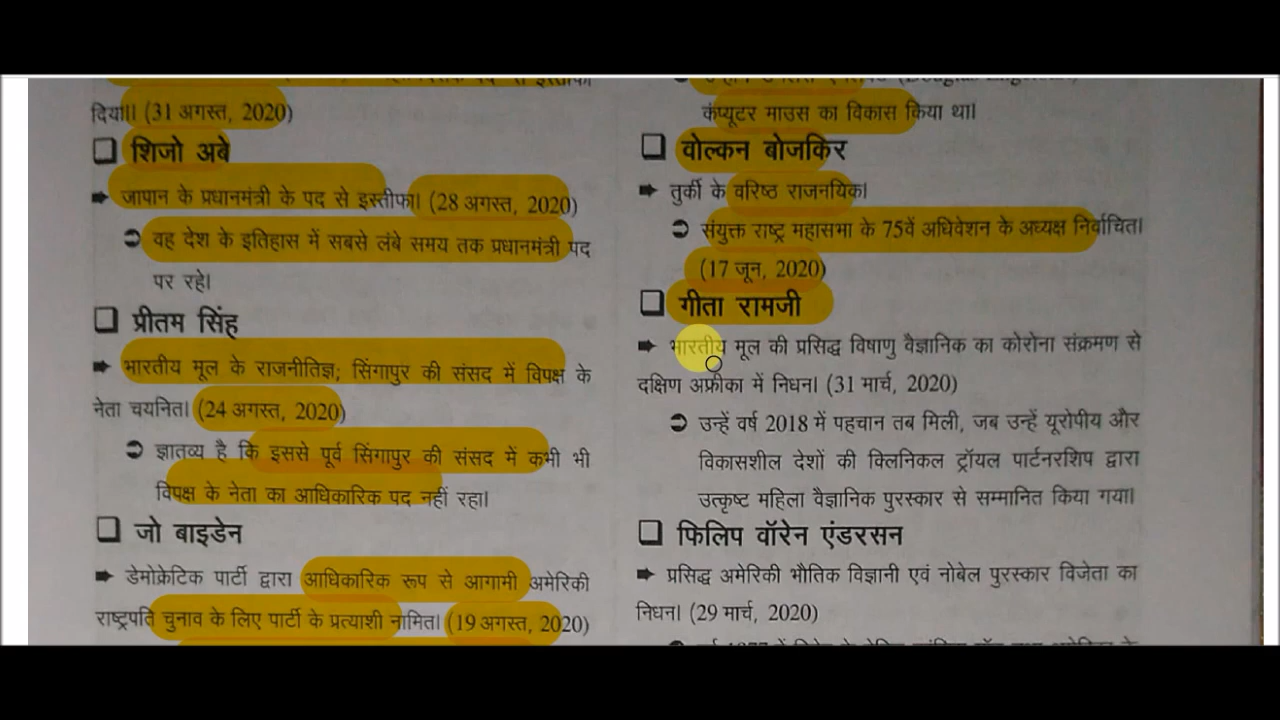 दिया।। (31 अगस्त, 2020)
❑ शिजो अबे
➡ जापान के प्रधानमंत्री के पद से इस्तीफा। (28 अगस्त, 2020)
➲ वह देश के इतिहास में सबसे लंबे समय तक प्रधानमंत्री पद
पर रहे।
❑ प्रीतम सिंह
➡ भारतीय मूल के राजनीतिज्ञ; सिंगापुर की संसद में विपक्ष के
नेता चयनित। (24 अगस्त, 2020)
➲ ज्ञातव्य है कि इससे पूर्व सिंगापुर की संसद में कभी भी
विपक्ष के नेता का आधिकारिक पद नहीं रहा।
❑ जो बाइडेन
➡ डेमोक्रेटिक पार्टी द्वारा आधिकारिक रूप से आगामी अमेरिकी
राष्ट्रपति चुनाव के लिए पार्टी के प्रत्याशी नामित। (19 अगस्त, 2020)
कंप्यूटर माउस का विकास किया था।
❑ वोल्कन बोजकिर
➡ तुर्की के वरिष्ठ राजनयिक।
➲ संयुक्त राष्ट्र महासभा के 75वें अधिवेशन के अध्यक्ष निर्वाचित।
(17 जून, 2020)
❑ गीता रामजी
➡ भारतीय मूल की प्रसिद्ध विषाणु वैज्ञानिक का कोरोना संक्रमण से
दक्षिण अफ्रीका में निधन। (31 मार्च, 2020)
➲ उन्हें वर्ष 2018 में पहचान तब मिली, जब उन्हें यूरोपीय और
विकासशील देशों की क्लिनिकल ट्रॉयल पार्टनरशिप द्वारा
उत्कृष्ट महिला वैज्ञानिक पुरस्कार से सम्मानित किया गया।
❑ फिलिप वॉरेन एंडरसन
➡ प्रसिद्ध अमेरिकी भौतिक विज्ञानी एवं नोबेल पुरस्कार विजेता का
निधन। (29 मार्च, 2020)